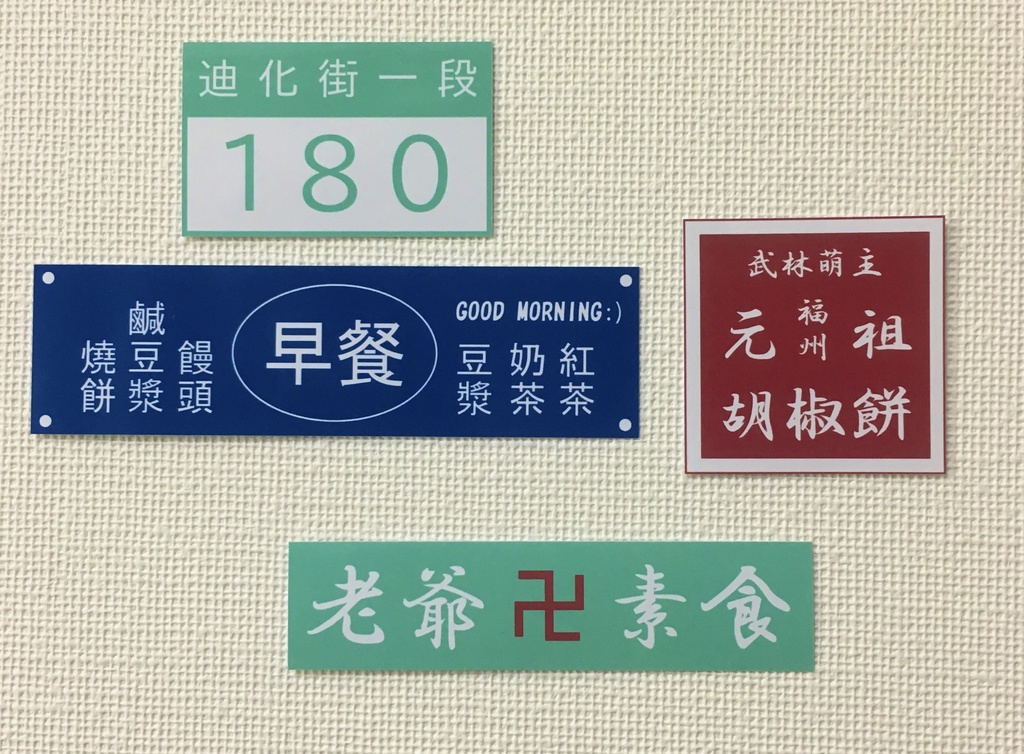 迪化街一段
180
鹹豆漿
燒餅
饅頭
早餐
GOOD MORNING:)
豆漿
奶茶
紅茶
武林萌主
元福州祖
胡椒餅
老爺卍素食